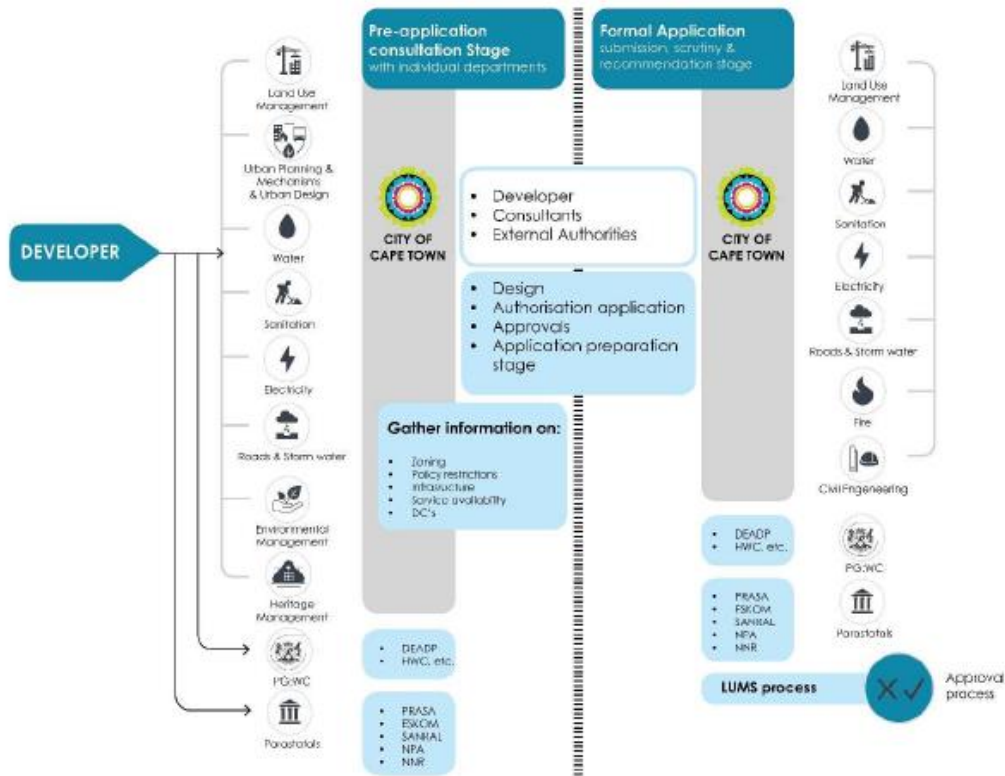 Pre-application
consultation Stage
with individual departments
Formal Application
submission, scrutiny &
recommendation stage
DEVELOPER
Land Use
Management
Urban Planning &
Mechanisms
& Urban Design
Water
Sanitation
Electricity
Roads & Storm water
Environmental
Management
Heritage
Management
PG:WC
Parastatals
CITY OF
CAPE TOWN
• Developer
• Consultants
• External Authorities
• Design
• Authorisation application
• Approvals
• Application preparation
stage
Gather information on:
• Zoning
• Policy restrictions
• Infrastructure
• Service availability
• DC's
• DEADP
• HWC, etc.
• PRASA
• ESKOM
• SANRAL
• NPA
• NNR
CITY OF
CAPE TOWN
Land Use
Management
Water
Sanitation
Electricity
Roads & Storm water
Fire
Civil Engeneering
• DEADP
• HWC, etc.
PG:WC
• PRASA
• ESKOM
• SANRAL
• NPA
• NNR
Parastatals
LUMS process
Approval
process